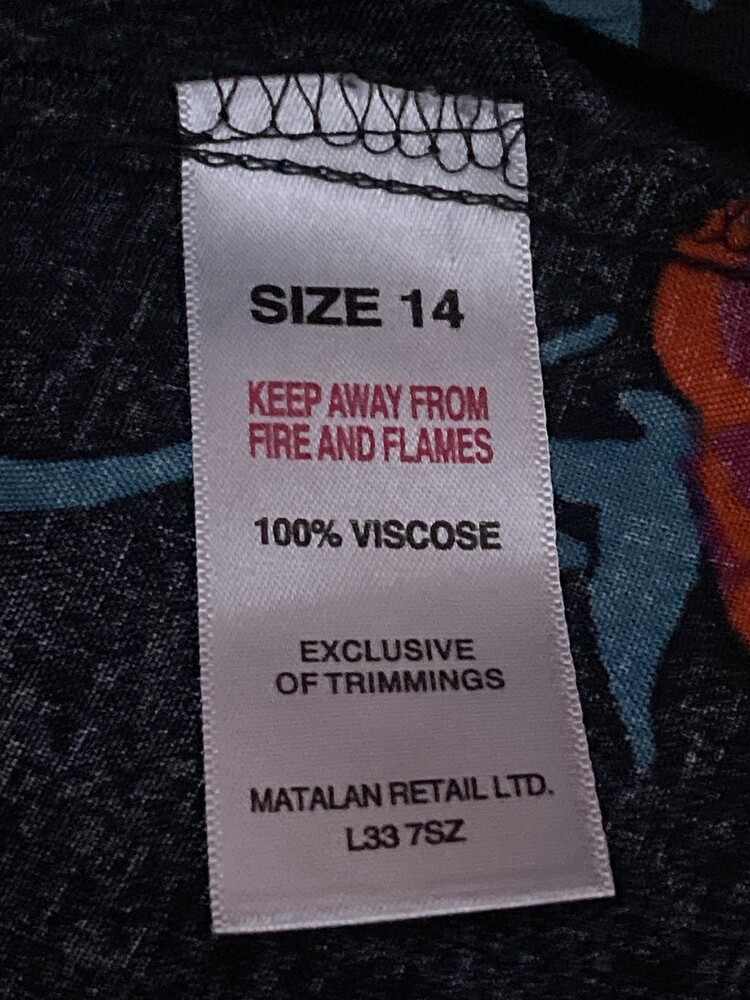 SIZE 14
KEEP AWAY FROM
FIRE AND FLAMES
100% VISCOSE
EXCLUSIVE
OF TRIMMINGS
MATALAN RETAIL LTD.
L33 7SZ